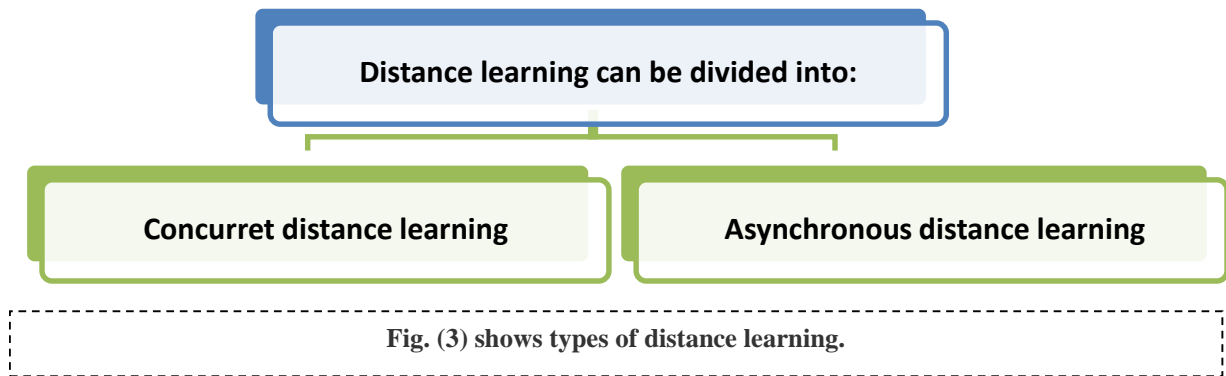 Distance learning can be divided into:
Concurret distance learning
Asynchronous distance learning
Fig. (3) shows types of distance learning.